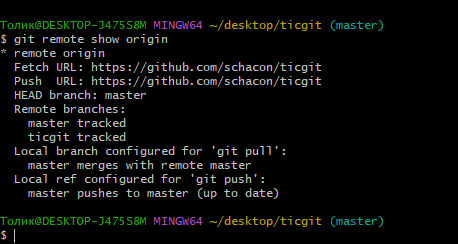 Толик@DESKTOP-J475S8M MINGW64 ~/desktop/ticgit (master)
$ git remote show origin
* remote origin
  Fetch URL: https://github.com/schacon/ticgit
  Push  URL: https://github.com/schacon/ticgit
  HEAD branch: master
  Remote branches:
    master tracked
    ticgit tracked
  Local branch configured for 'git pull':
    master merges with remote master
  Local ref configured for 'git push':
    master pushes to master (up to date)

Толик@DESKTOP-J475S8M MINGW64 ~/desktop/ticgit (master)
$